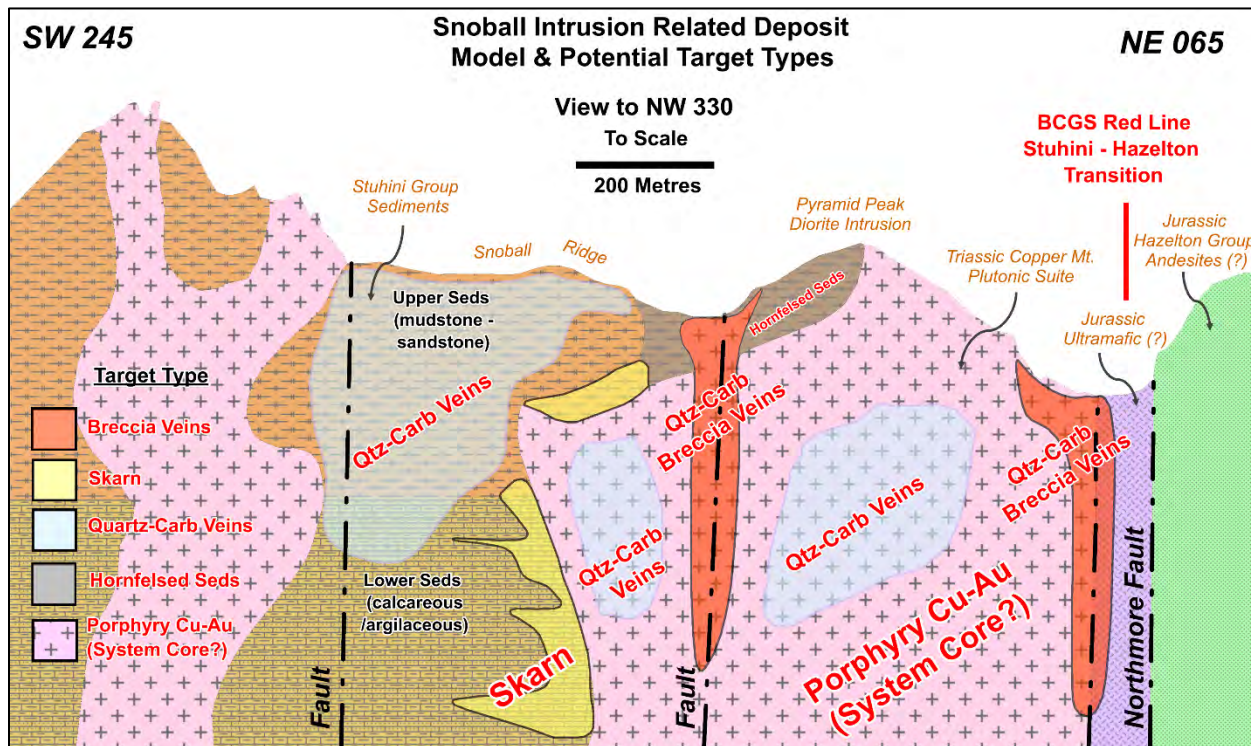 SW 245
Snoball Intrusion Related Deposit
Model & Potential Target Types
NE 065
View to NW 330
To Scale
200 Metres
BCGS Red Line
Stuhini - Hazelton
Transition
Stuhini Group
Sediments
Snoball Ridge
Pyramid Peak
Diorite Intrusion
Triassic Copper Mt.
Plutonic Suite
Jurassic
Hazelton Group
Andesites (?)
Jurassic
Ultramafic (?)
Upper Seds
(mudstone -
sandstone)
Hornfelsed Seds
Qtz-Carb Veins
Qtz-Carb
Breccia Veins
Qtz-Carb
Breccia Veins
Qtz-Carb
Veins
Qtz-Carb Veins
Target Type
Breccia Veins
Skarn
Quartz-Carb Veins
Hornfelsed Seds
Porphyry Cu-Au
(System Core?)
Lower Seds
(calcareous
/argilaceous)
Skarn
Porphyry Cu-Au
(System Core?)
Fault
Fault
Northmore Fault